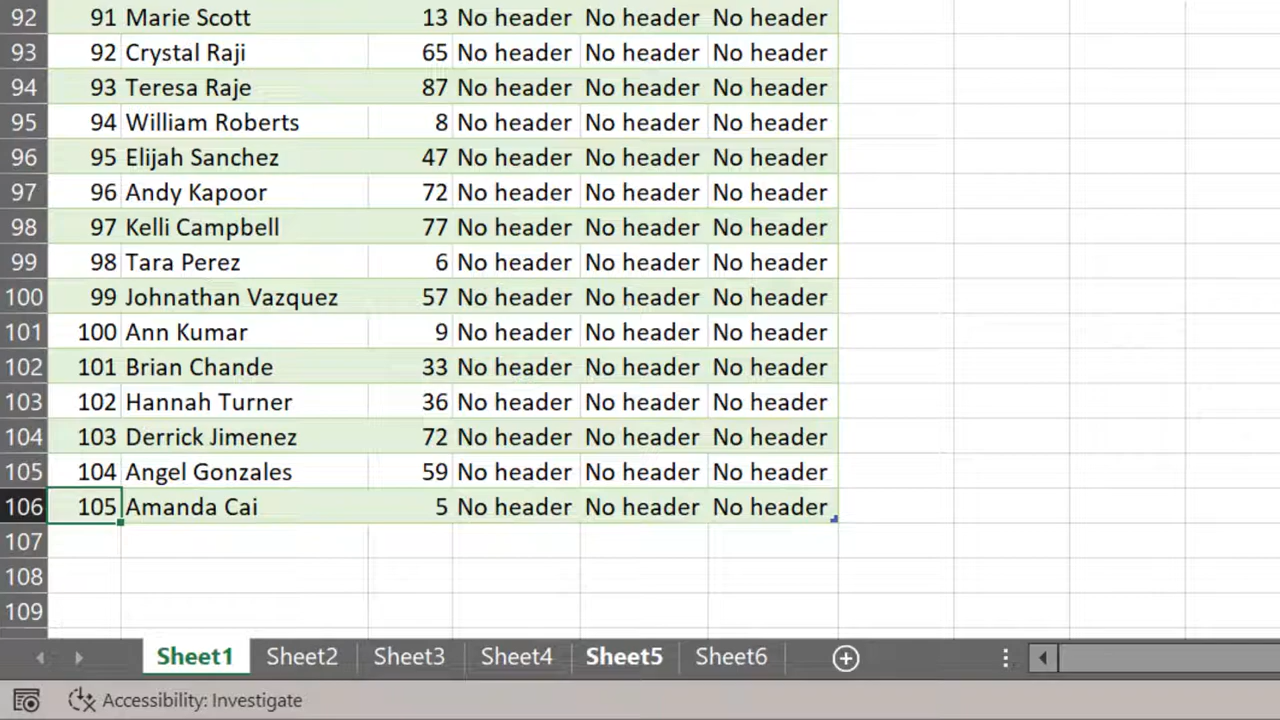 92 91 Marie Scott 13 No header No header No header
93 92 Crystal Raji 65 No header No header No header
94 93 Teresa Raje 87 No header No header No header
95 94 William Roberts 8 No header No header No header
96 95 Elijah Sanchez 47 No header No header No header
97 96 Andy Kapoor 72 No header No header No header
98 97 Kelli Campbell 77 No header No header No header
99 98 Tara Perez 6 No header No header No header
100 99 Johnathan Vazquez 57 No header No header No header
101 100 Ann Kumar 9 No header No header No header
102 101 Brian Chande 33 No header No header No header
103 102 Hannah Turner 36 No header No header No header
104 103 Derrick Jimenez 72 No header No header No header
105 104 Angel Gonzales 59 No header No header No header
106 105 Amanda Cai 5 No header No header No header
107
108
109
Sheet1 Sheet2 Sheet3 Sheet4 Sheet5 Sheet6
Accessibility: Investigate